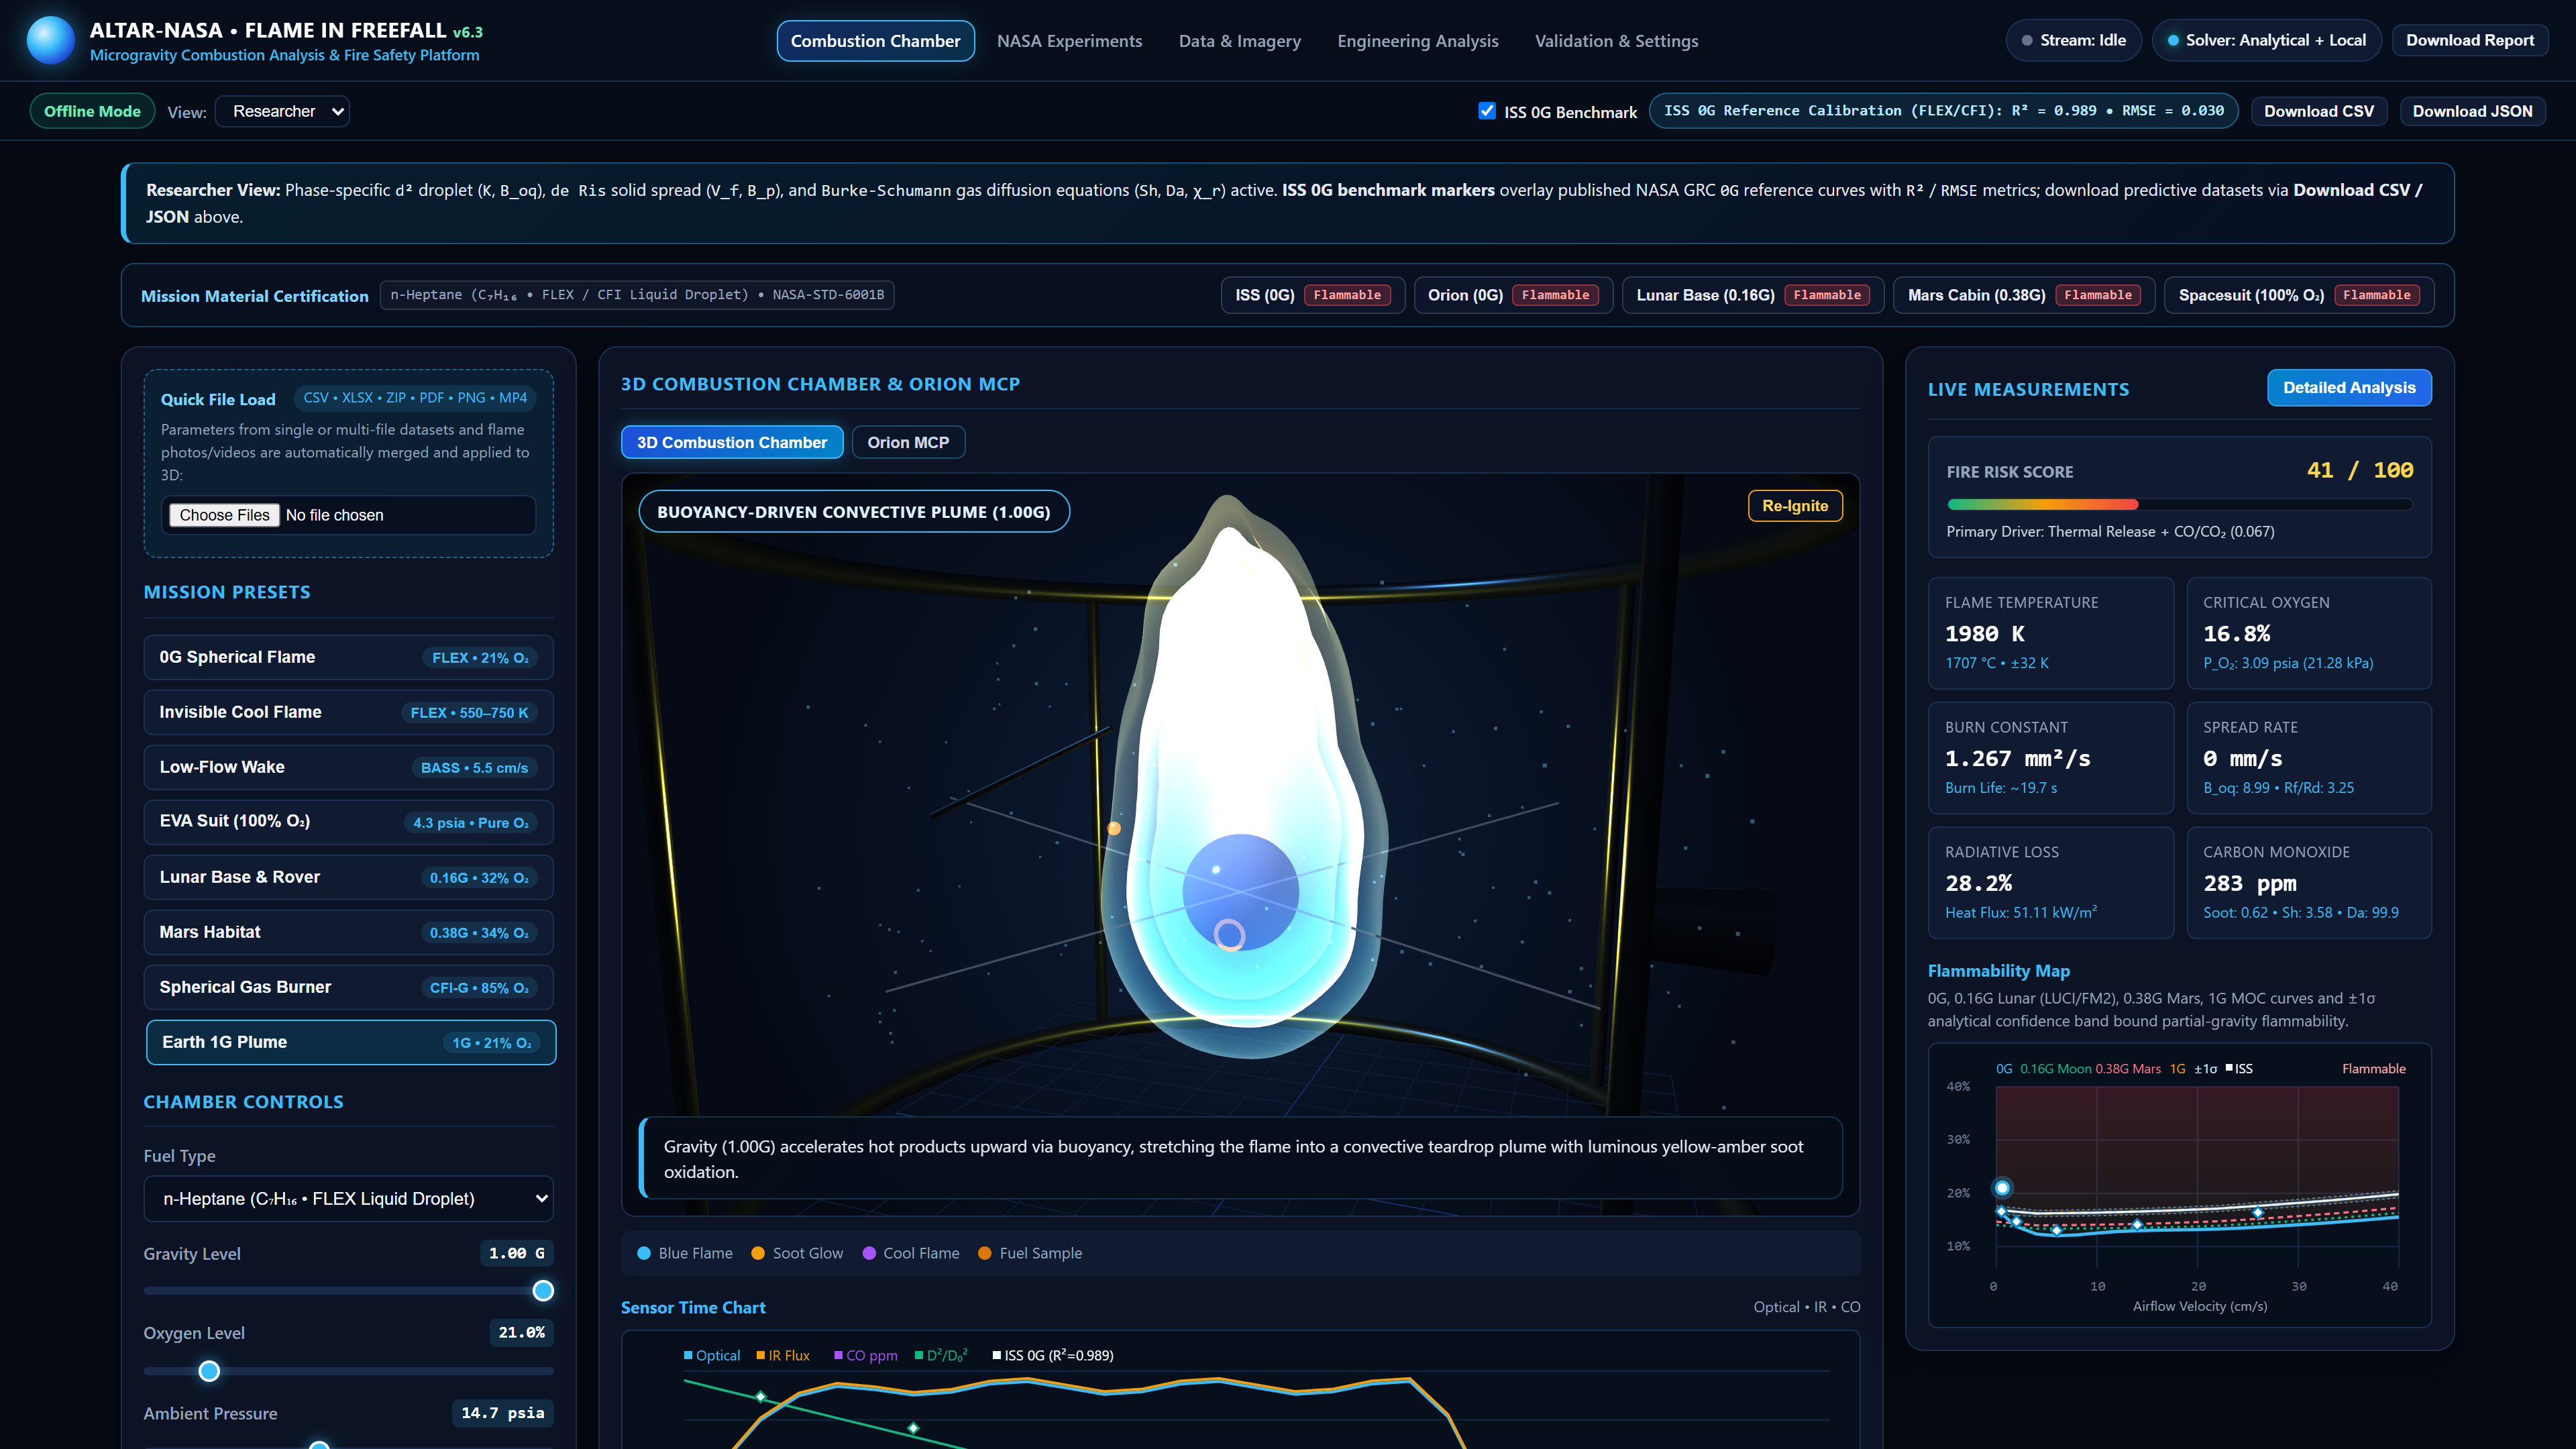 ALTAR-NASA • FLAME IN FREEFALL v6.3
Microgravity Combustion Analysis & Fire Safety Platform
Combustion Chamber
NASA Experiments
Data & Imagery
Engineering Analysis
Validation & Settings
Stream: Idle
Solver: Analytical + Local
Download Report
Offline Mode
View:
Researcher
ISS 0G Benchmark
ISS 0G Reference Calibration (FLEX/CFI): R² = 0.989 • RMSE = 0.030
Download CSV
Download JSON
Researcher View: Phase-specific d² droplet (K, B_oq), de Ris solid spread (V_f, B_p), and Burke-Schumann gas diffusion equations (Sh, Da, χ_r) active. ISS 0G benchmark markers overlay published NASA GRC 0G reference curves with R² / RMSE metrics; download predictive datasets via Download CSV /
JSON above.
Mission Material Certification
n-Heptane (C₇H₁₆ • FLEX / CFI Liquid Droplet) • NASA-STD-6001B
ISS (0G) Flammable
Orion (0G) Flammable
Lunar Base (0.16G) Flammable
Mars Cabin (0.38G) Flammable
Spacesuit (100% O₂) Flammable
Quick File Load
CSV • XLSX • ZIP • PDF • PNG • MP4
Parameters from single or multi-file datasets and flame
photos/videos are automatically merged and applied to
3D:
Choose Files No file chosen
MISSION PRESETS
0G Spherical Flame
FLEX • 21% O₂
Invisible Cool Flame
FLEX • 550–750 K
Low-Flow Wake
BASS • 5.5 cm/s
EVA Suit (100% O₂)
4.3 psia • Pure O₂
Lunar Base & Rover
0.16G • 32% O₂
Mars Habitat
0.38G • 34% O₂
Spherical Gas Burner
CFI-G • 85% O₂
Earth 1G Plume
1G • 21% O₂
CHAMBER CONTROLS
Fuel Type
n-Heptane (C₇H₁₆ • FLEX Liquid Droplet)
Gravity Level
1.00 G
Oxygen Level
21.0%
Ambient Pressure
14.7 psia
3D COMBUSTION CHAMBER & ORION MCP
3D Combustion Chamber
Orion MCP
BUOYANCY-DRIVEN CONVECTIVE PLUME (1.00G)
Re-Ignite
Gravity (1.00G) accelerates hot products upward via buoyancy, stretching the flame into a convective teardrop plume with luminous yellow-amber soot
oxidation.
Blue Flame
Soot Glow
Cool Flame
Fuel Sample
Sensor Time Chart
Optical • IR • CO
Optical
IR Flux
CO ppm
D²/D₀²
ISS 0G (R²=0.989)
LIVE MEASUREMENTS
Detailed Analysis
FIRE RISK SCORE
41 / 100
Primary Driver: Thermal Release + CO/CO₂ (0.067)
FLAME TEMPERATURE
1980 K
1707 °C • ±32 K
CRITICAL OXYGEN
16.8%
P_O₂: 3.09 psia (21.28 kPa)
BURN CONSTANT
1.267 mm²/s
Burn Life: ~19.7 s
SPREAD RATE
0 mm/s
B_oq: 8.99 • Rf/Rd: 3.25
RADIATIVE LOSS
28.2%
Heat Flux: 51.11 kW/m²
CARBON MONOXIDE
283 ppm
Soot: 0.62 • Sh: 3.58 • Da: 99.9
Flammability Map
0G, 0.16G Lunar (LUCI/FM2), 0.38G Mars, 1G MOC curves and ±1σ
analytical confidence band bound partial-gravity flammability.
0G 0.16G Moon 0.38G Mars 1G ±1σ ISS Flammable
40%
30%
20%
10%
0 10 20 30 40
Airflow Velocity (cm/s)